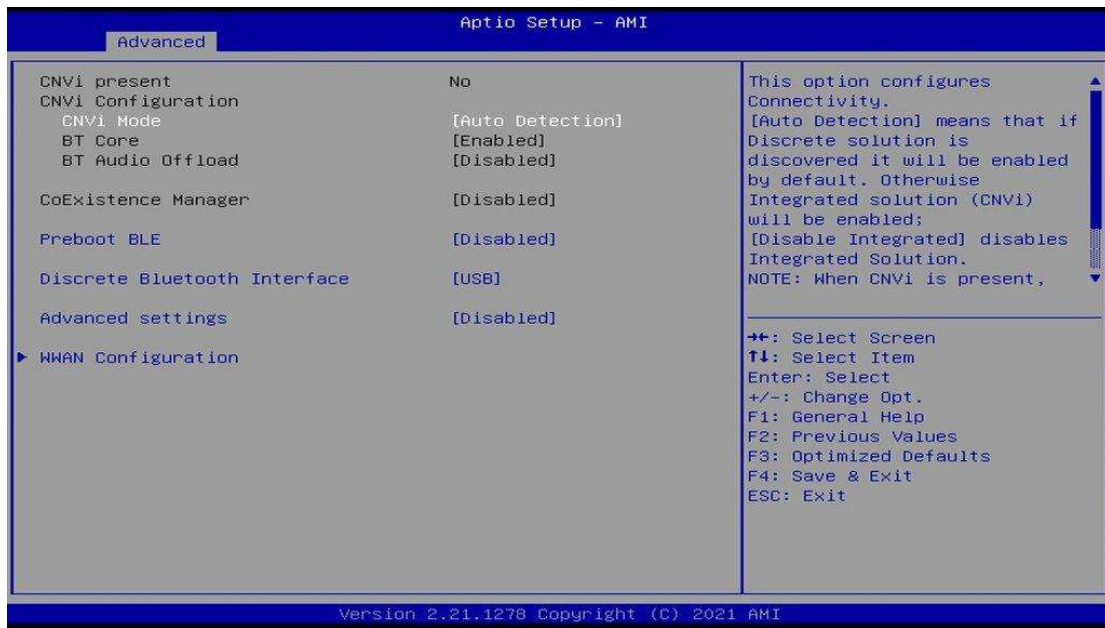 Aptio Setup – AMI
Advanced
CNVi present No
CNVi Configuration
CNVi Mode [Auto Detection]
BT Core [Enabled]
BT Audio Offload [Disabled]
CoExistence Manager [Disabled]
Preboot BLE [Disabled]
Discrete Bluetooth Interface [USB]
Advanced settings [Disabled]
▶ WWAN Configuration
This option configures
Connectivity.
[Auto Detection] means that if
Discrete solution is
discovered it will be enabled
by default. Otherwise
Integrated solution (CNVi)
will be enabled;
[Disable Integrated] disables
Integrated Solution.
NOTE: When CNVi is present,
→←: Select Screen
↑↓: Select Item
Enter: Select
+/-: Change Opt.
F1: General Help
F2: Previous Values
F3: Optimized Defaults
F4: Save & Exit
ESC: Exit
Version 2.21.1278 Copyright (C) 2021 AMI